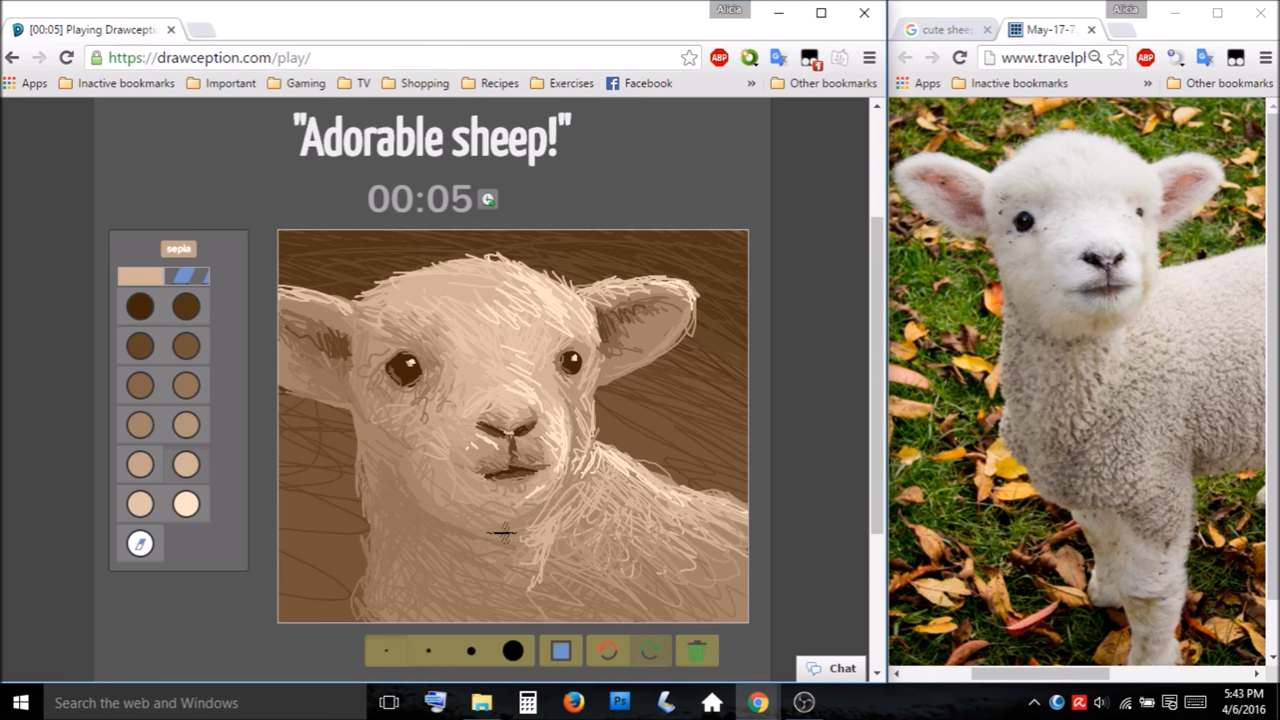 Alicia
[00:05] Playing Drawcepti
https://drawception.com/play/
1
Apps Inactive bookmarks Important Gaming TV Shopping Recipes Exercises Facebook » Other bookmarks
"Adorable sheep!"
00:05
sepia
Chat
Alicia
cute shee
May-17-7
www.travelpl
Apps Inactive bookmarks » Other bookmarks
Search the web and Windows
Ps
5:43 PM
4/6/2016